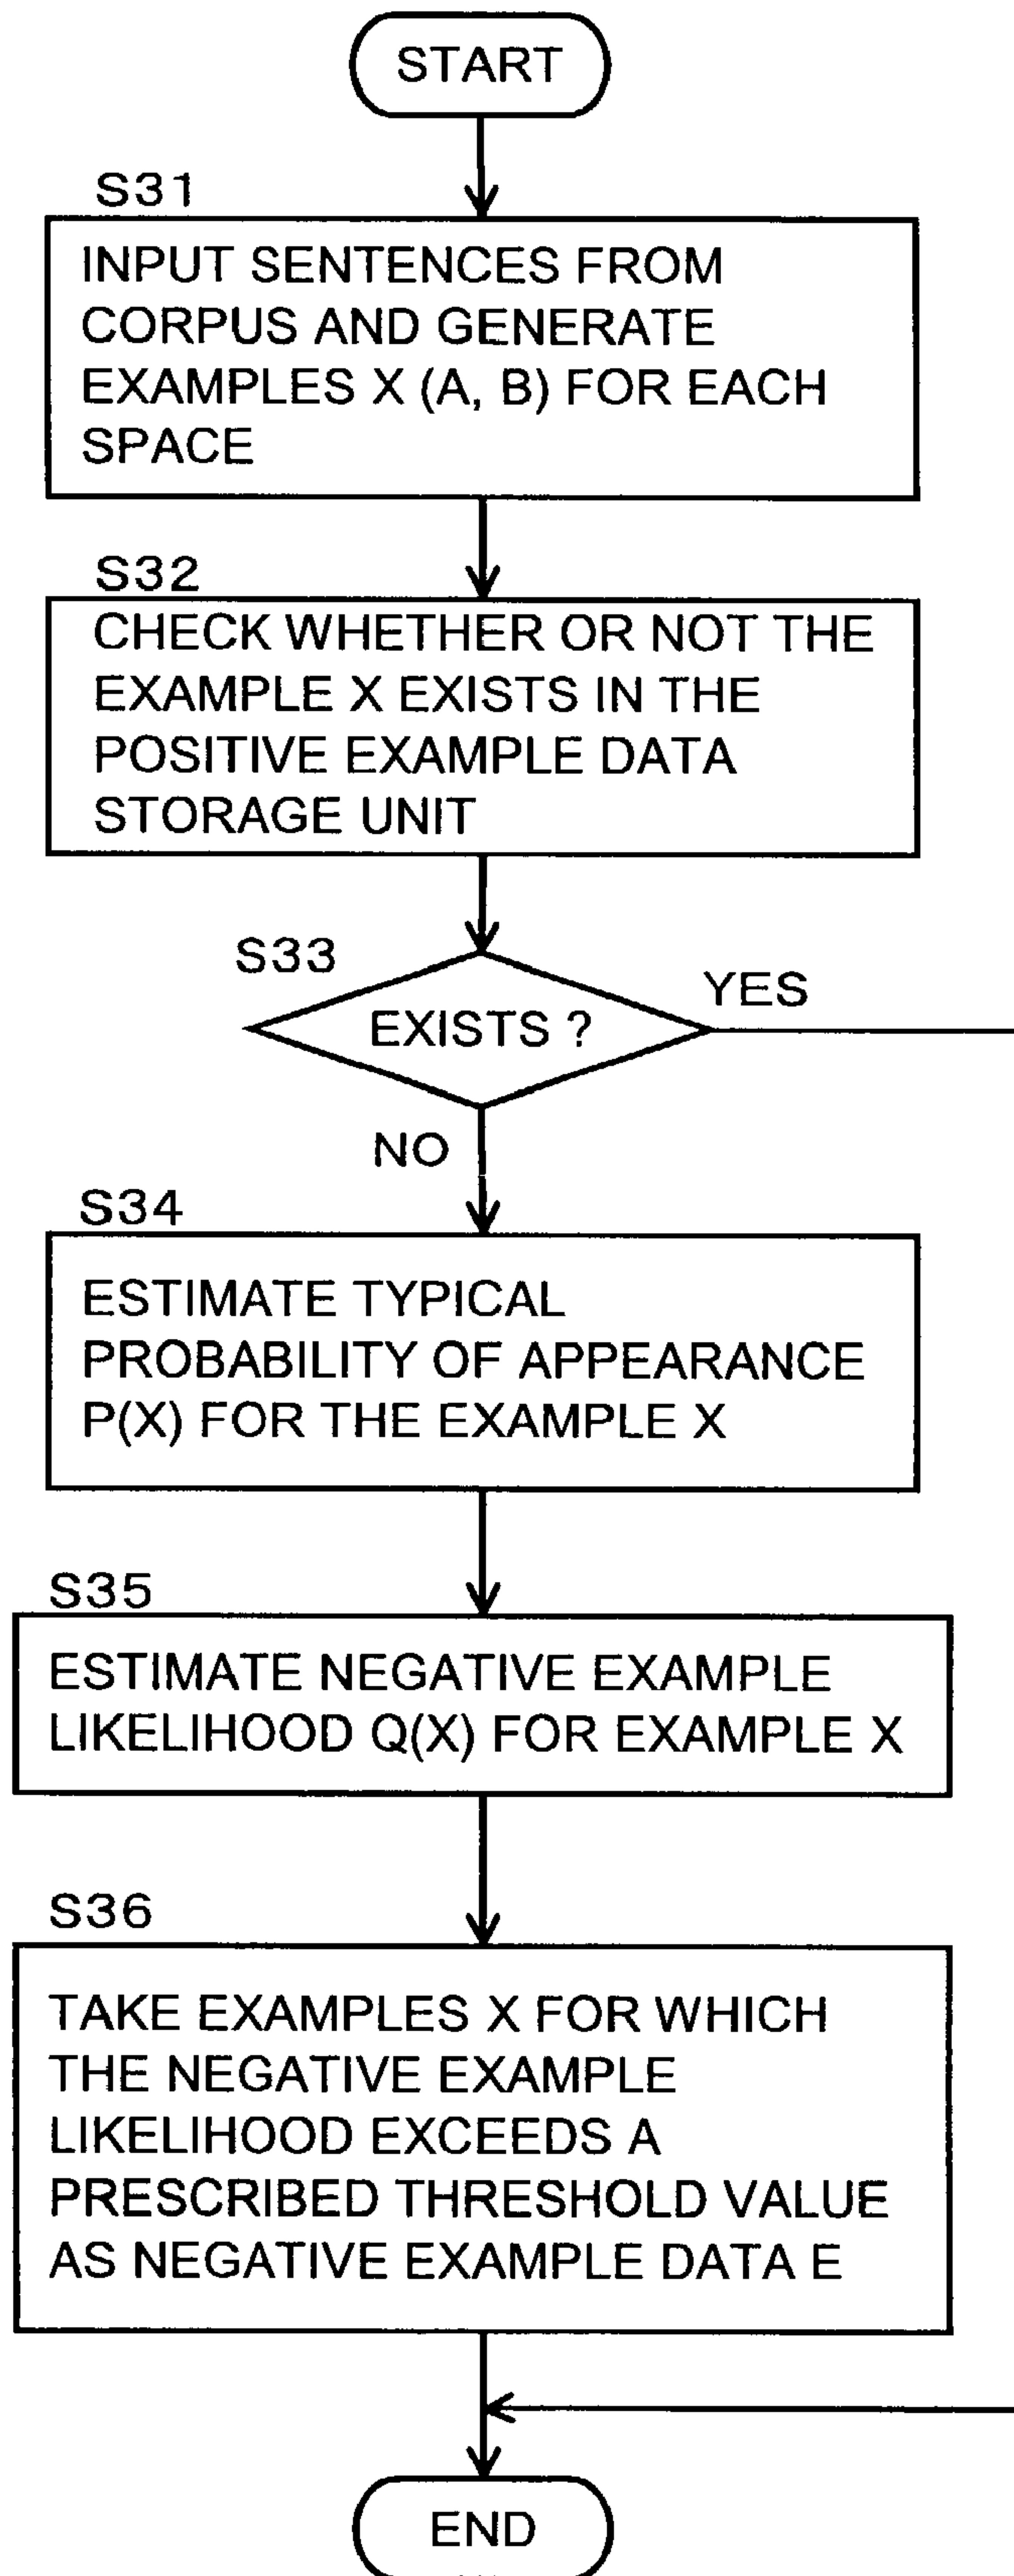 START
S31
INPUT SENTENCES FROM
CORPUS AND GENERATE
EXAMPLES X (A, B) FOR EACH
SPACE
S32
CHECK WHETHER OR NOT THE
EXAMPLE X EXISTS IN THE
POSITIVE EXAMPLE DATA
STORAGE UNIT
S33
EXISTS ?
YES
NO
S34
ESTIMATE TYPICAL
PROBABILITY OF APPEARANCE
P(X) FOR THE EXAMPLE X
S35
ESTIMATE NEGATIVE EXAMPLE
LIKELIHOOD Q(X) FOR EXAMPLE X
S36
TAKE EXAMPLES X FOR WHICH
THE NEGATIVE EXAMPLE
LIKELIHOOD EXCEEDS A
PRESCRIBED THRESHOLD VALUE
AS NEGATIVE EXAMPLE DATA E
END